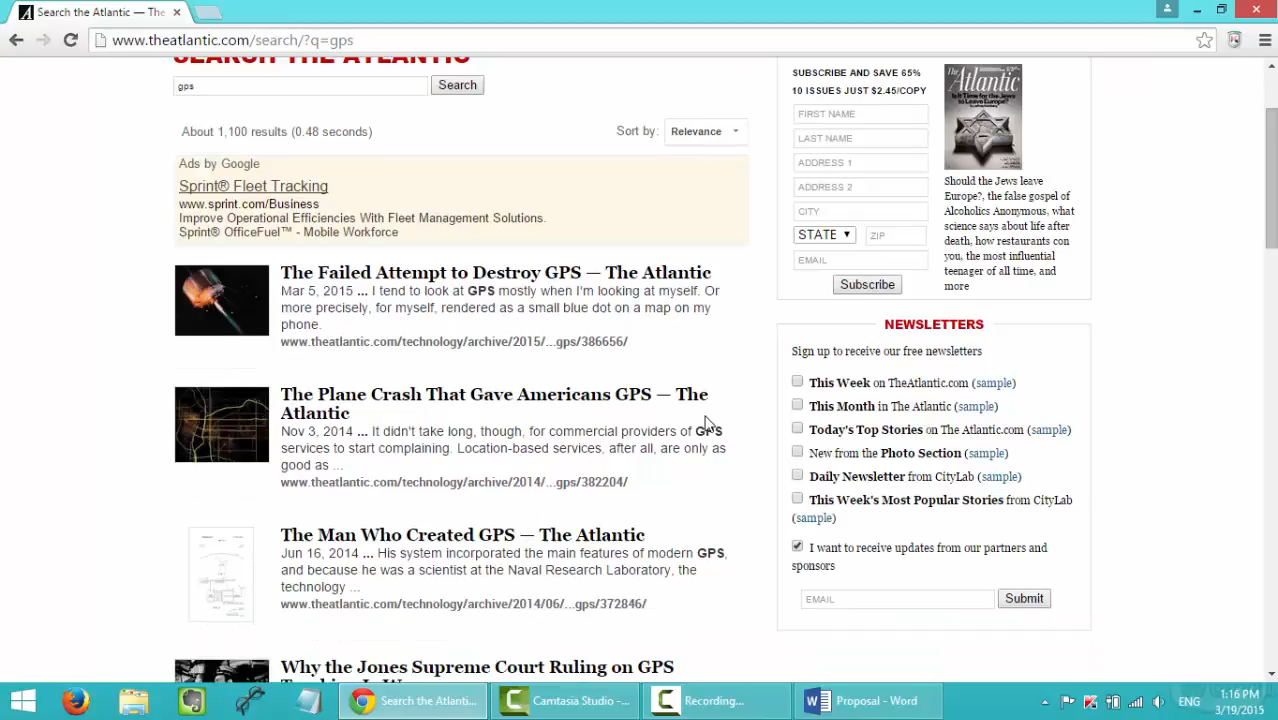 Search the Atlantic — The
www.theatlantic.com/search/?q=gps
SEARCH THE ATLANTIC
gps
Search
About 1,100 results (0.48 seconds)
Sort by:
Relevance
Ads by Google
Sprint® Fleet Tracking
www.sprint.com/Business
Improve Operational Efficiencies With Fleet Management Solutions.
Sprint® OfficeFuel™ - Mobile Workforce
The Failed Attempt to Destroy GPS — The Atlantic
Mar 5, 2015 ... I tend to look at GPS mostly when I'm looking at myself. Or
more precisely, for myself, rendered as a small blue dot on a map on my
phone.
www.theatlantic.com/technology/archive/2015/...gps/386656/
The Plane Crash That Gave Americans GPS — The
Atlantic
Nov 3, 2014 ... It didn't take long, though, for commercial providers of GPS
services to start complaining. Location-based services, after all, are only as
good as ...
www.theatlantic.com/technology/archive/2014/...gps/382204/
The Man Who Created GPS — The Atlantic
Jun 16, 2014 ... His system incorporated the main features of modern GPS,
and because he was a scientist at the Naval Research Laboratory, the
technology ...
www.theatlantic.com/technology/archive/2014/06/...gps/372846/
Why the Jones Supreme Court Ruling on GPS
SUBSCRIBE AND SAVE 65%
10 ISSUES JUST $2.45/COPY
FIRST NAME
LAST NAME
ADDRESS 1
ADDRESS 2
CITY
STATE
ZIP
EMAIL
Subscribe
The Atlantic
Is It Time for the Jews
to Leave Europe?
Should the Jews leave
Europe?, the false gospel of
Alcoholics Anonymous, what
science says about life after
death, how restaurants con
you, the most influential
teenager of all time, and
more
NEWSLETTERS
Sign up to receive our free newsletters
This Week on TheAtlantic.com (sample)
This Month in The Atlantic (sample)
Today's Top Stories on The Atlantic.com (sample)
New from the Photo Section (sample)
Daily Newsletter from CityLab (sample)
This Week's Most Popular Stories from CityLab
(sample)
I want to receive updates from our partners and
sponsors
EMAIL
Submit
Search the Atlanti...
Camtasia Studio -...
Recording...
Proposal - Word
ENG
1:16 PM
3/19/2015